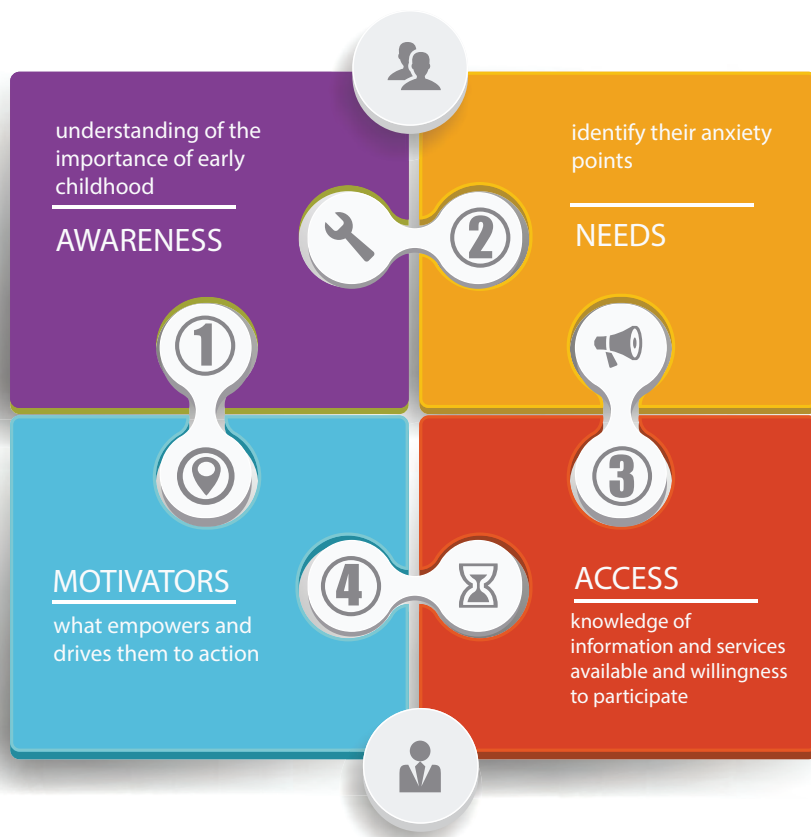 understanding of the
importance of early
childhood
AWARENESS
1
identify their anxiety
points
NEEDS
2
ACCESS
knowledge of
information and services
available and willingness
to participate
3
MOTIVATORS
what empowers and
drives them to action
4